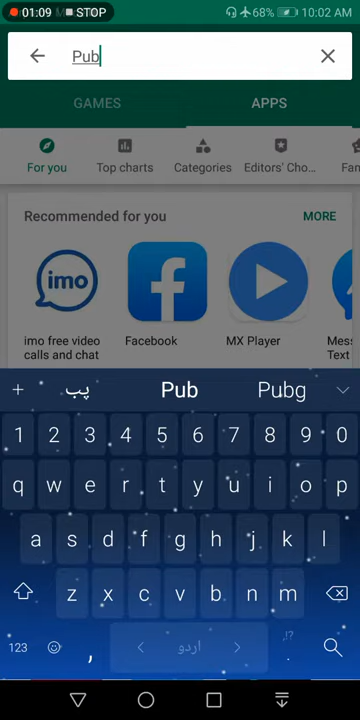 01:09 STOP 68% 10:02 AM
Pub
GAMES APPS
For you Top charts Categories Editors' Cho... Fan
Recommended for you MORE
imo
imo free video calls and chat
Facebook
MX Player
Mess
Text
+ پب Pub Pubg
1 2 3 4 5 6 7 8 9 0
q w e r t y u i o p
a s d f g h j k l
z x c v b n m
123 , < اردو > ,!? .